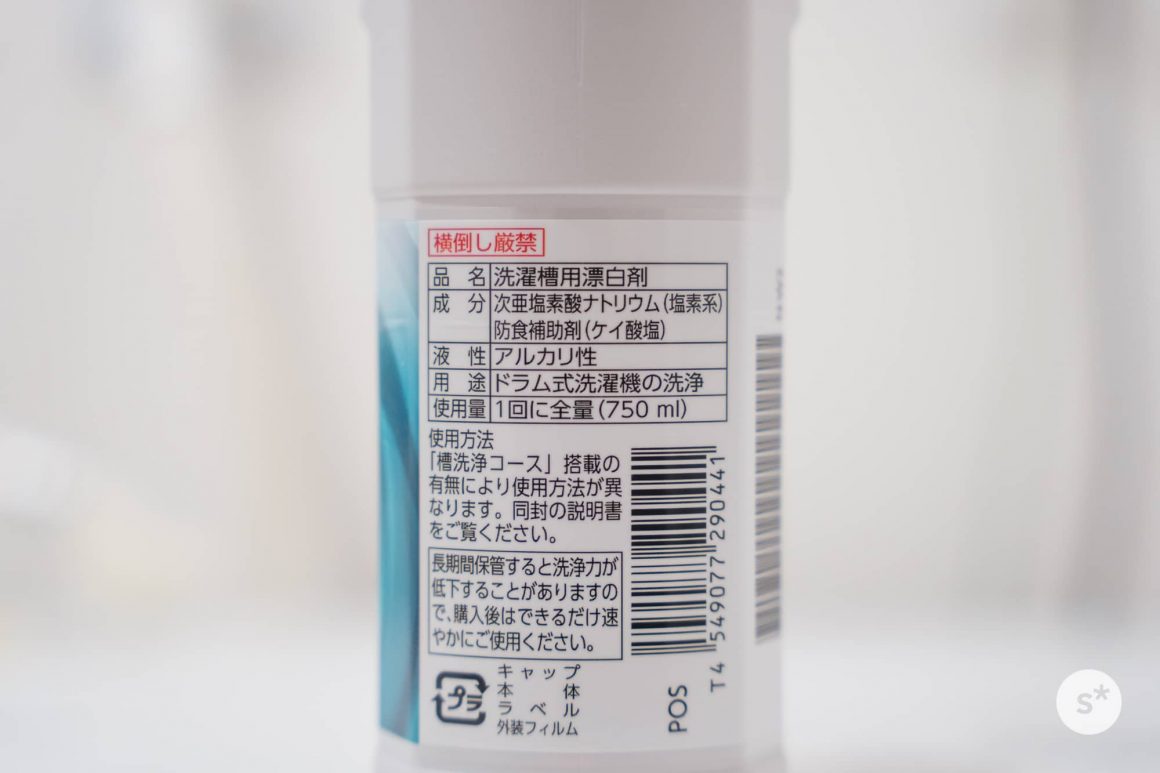 横倒し厳禁
品 名 洗濯槽用漂白剤
成 分 次亜塩素酸ナトリウム(塩素系)
防食補助剤(ケイ酸塩)
液 性 アルカリ性
用 途 ドラム式洗濯機の洗浄
使用量 1回に全量(750 ml)
使用方法
「槽洗浄コース」搭載の
有無により使用方法が異
なります。同封の説明書
をご覧ください。
長期間保管すると洗浄力が
低下することがありますの
で、購入後はできるだけ速
やかにご使用ください。
プラ
キャップ
本 体
ラベル
外装フィルム
POS
T4 549077 290441
s*